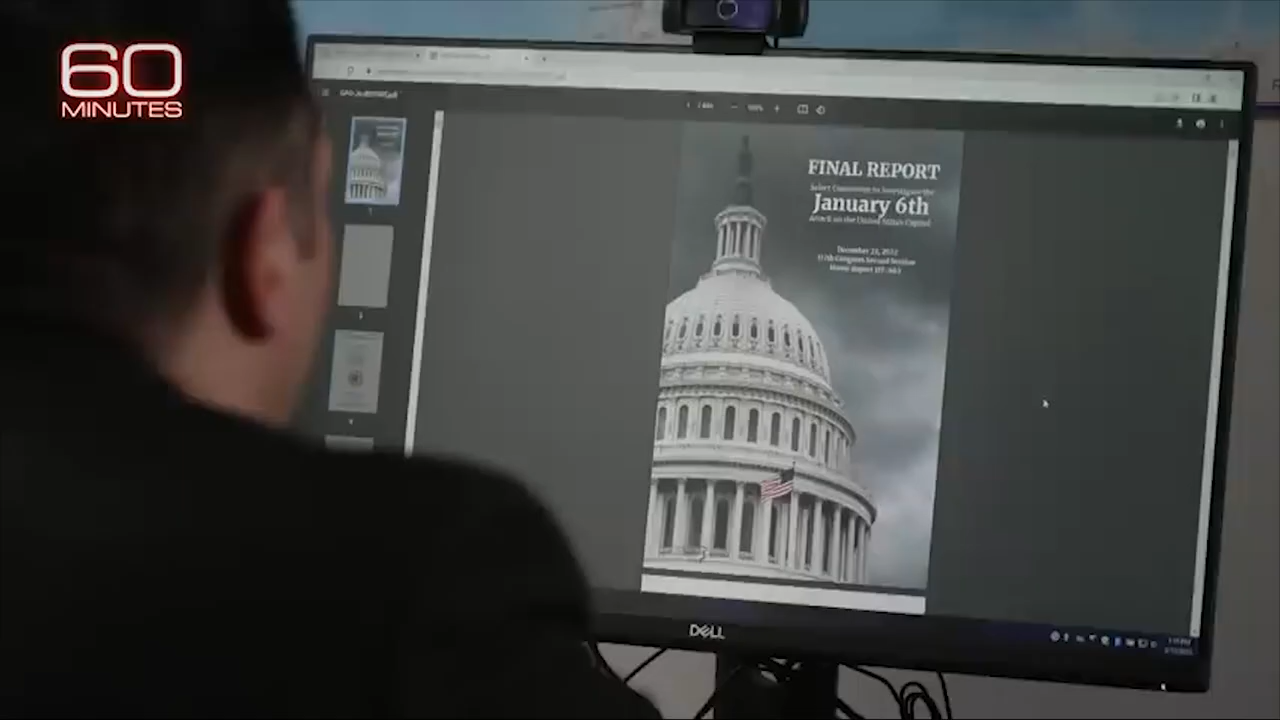 60
MINUTES
FINAL REPORT
Select Committee to Investigate the
January 6th
Attack on the United States Capitol
December 22, 2022
117th Congress Second Session
House Report 117-663
DELL